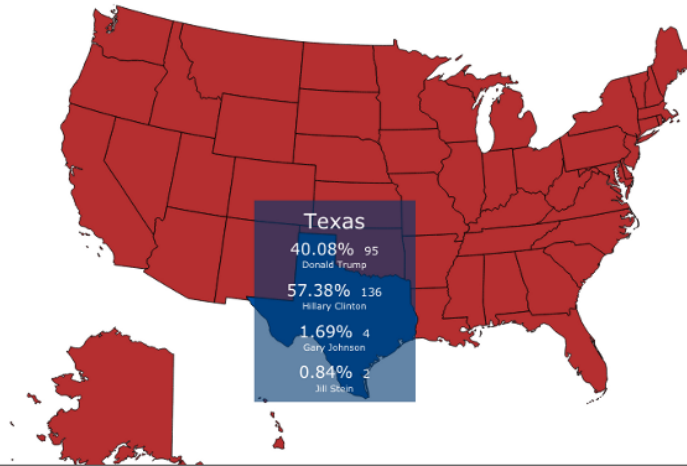 Texas
40.08% 95
Donald Trump
57.38% 136
Hillary Clinton
1.69% 4
Gary Johnson
0.84% 2
Jill Stein